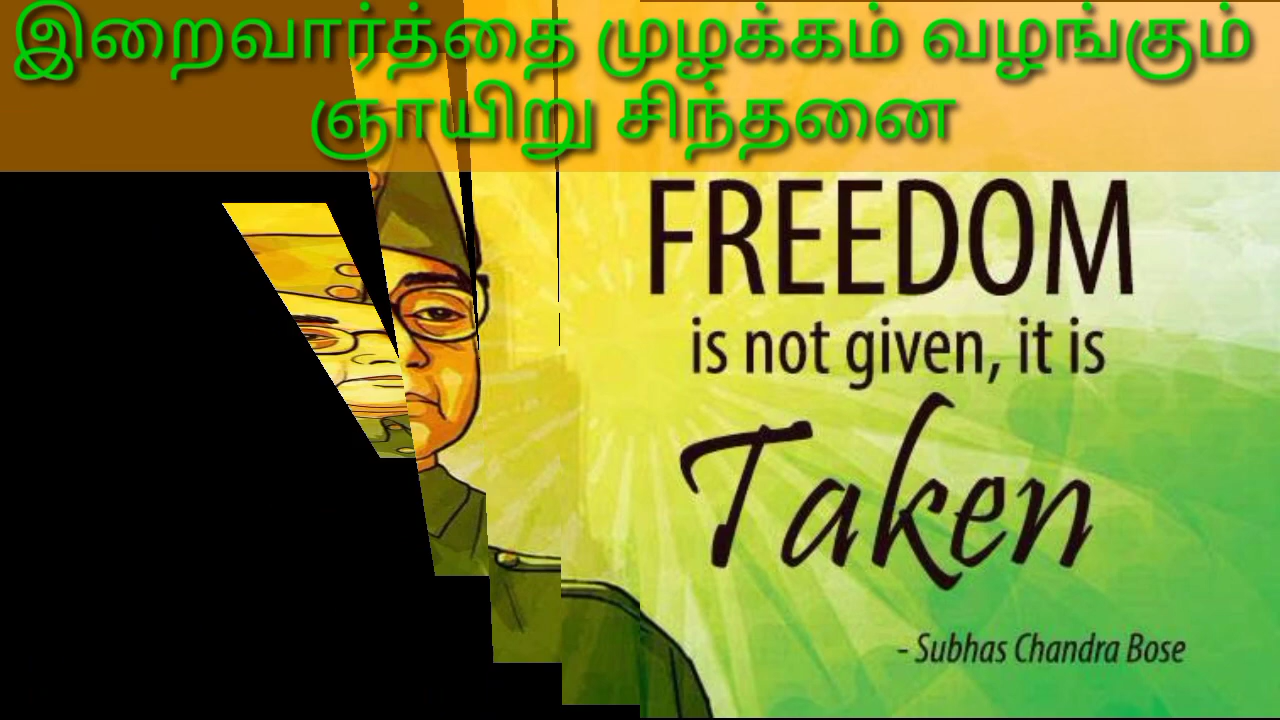 இறைவார்த்தை முழக்கம் வழங்கும்
ஞாயிறு சிந்தனை
FREEDOM
is not given, it is
Taken
- Subhas Chandra Bose